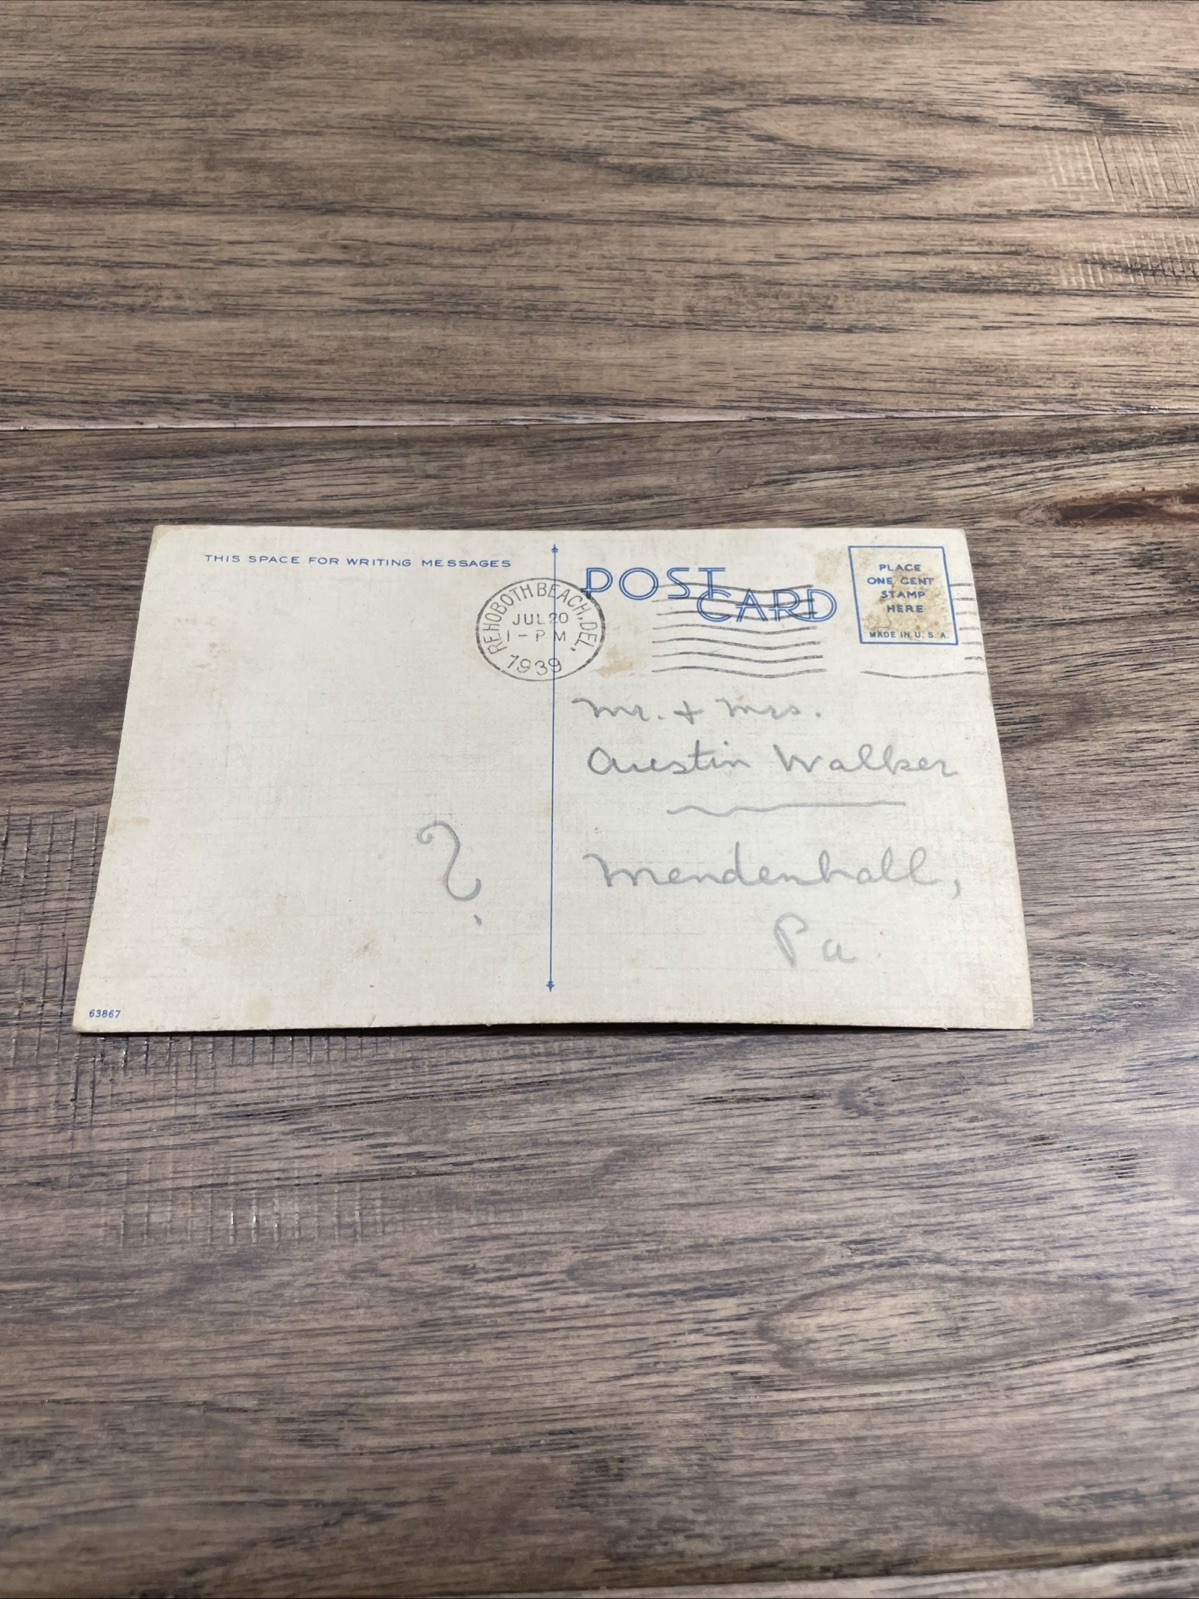 THIS SPACE FOR WRITING MESSAGES
POST CARD
PLACE
ONE CENT
STAMP
HERE
MADE IN U.S.A.
REHOBOTH BEACH, DEL.
JUL 20
1 - P M
1939
Mr. + Mrs.
Austin Walker
Mendenhall,
Pa.
?
63867